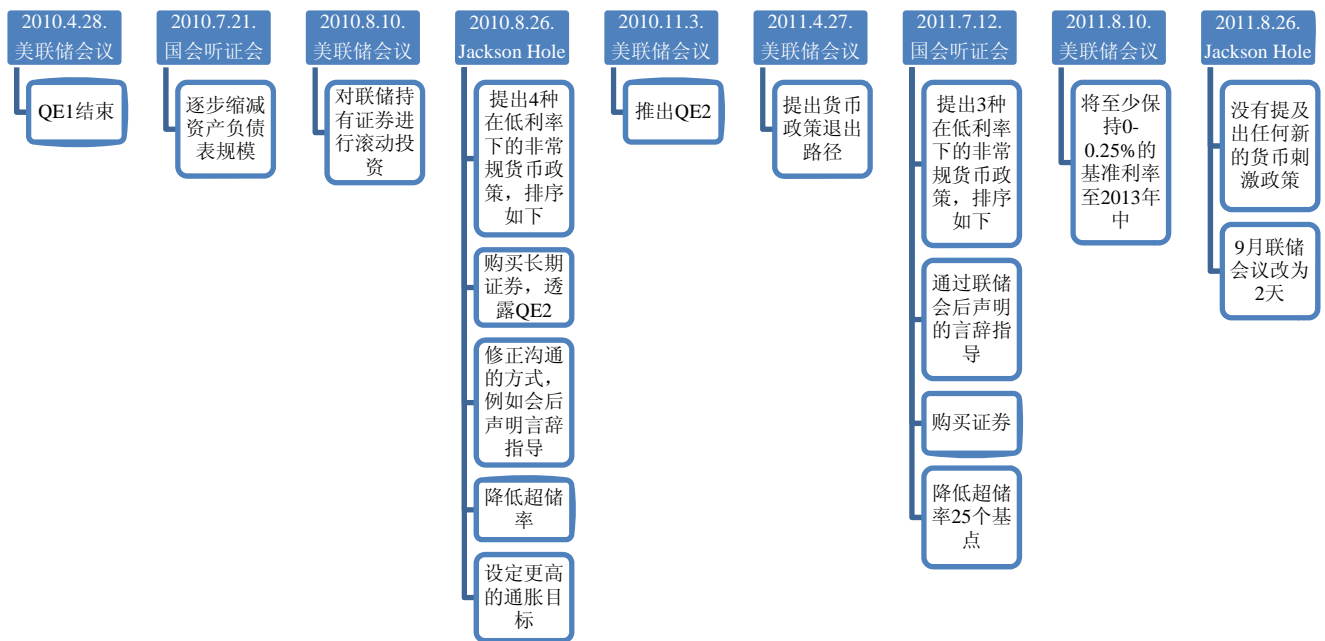 2010.4.28.
美联储会议
QE1结束
2010.7.21.
国会听证会
逐步缩减
资产负债
表规模
2010.8.10.
美联储会议
对联储持
有证券进
行滚动投
资
2010.8.26.
Jackson Hole
提出4种
在低利率
下的非常
规货币政
策，排序
如下
购买长期
证券，透
露QE2
修正沟通
的方式，
例如会后
声明言辞
指导
降低超储
率
设定更高
的通胀目
标
2010.11.3.
美联储会议
推出QE2
2011.4.27.
美联储会议
提出货币
政策退出
路径
2011.7.12.
国会听证会
提出3种
在低利率
下的非常
规货币政
策，排序
如下
通过联储
会后声明
的言辞指
导
购买证券
降低超储
率25个基
点
2011.8.10.
美联储会议
将至少保
持0-
0.25%的
基准利率
至2013年
中
2011.8.26.
Jackson Hole
没有提及
出任何新
的货币刺
激政策
9月联储
会议改为
2天